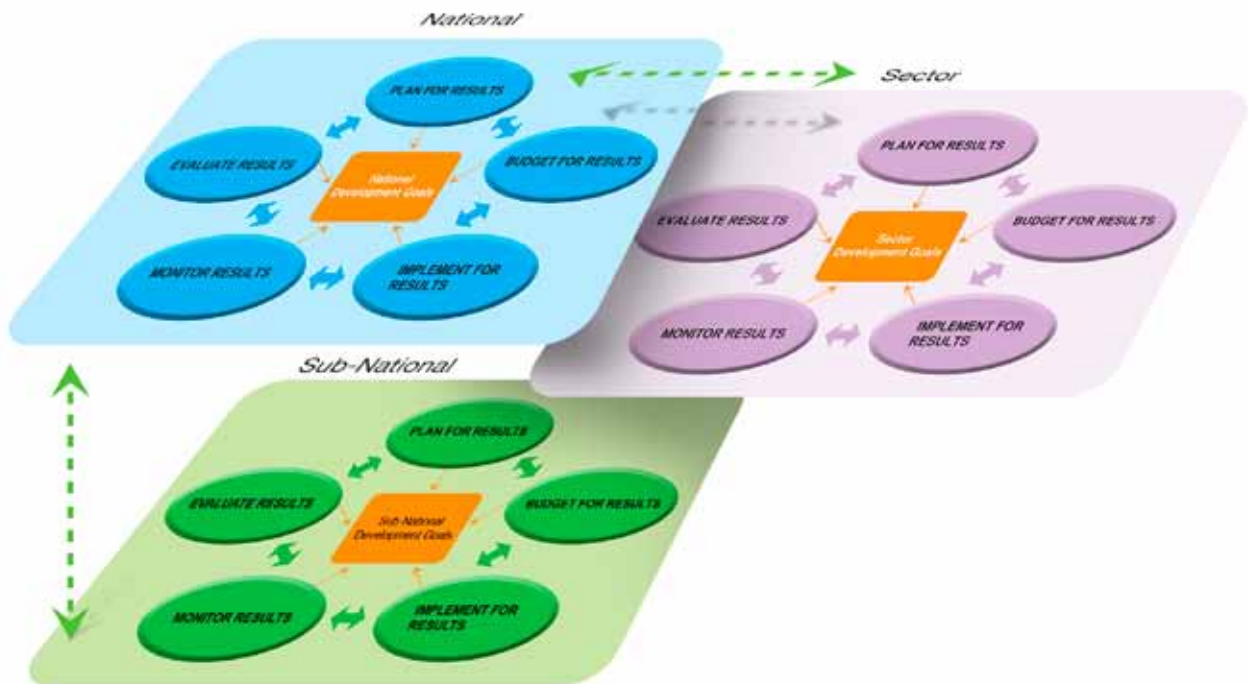 National
PLAN FOR RESULTS
EVALUATE RESULTS
BUDGET FOR RESULTS
National
Development Goals
MONITOR RESULTS
IMPLEMENT FOR
RESULTS
Sector
PLAN FOR RESULTS
EVALUATE RESULTS
BUDGET FOR RESULTS
Sector
Development Goals
MONITOR RESULTS
IMPLEMENT FOR
RESULTS
Sub-National
PLAN FOR RESULTS
EVALUATE RESULTS
BUDGET FOR RESULTS
Sub-National
Development Goals
MONITOR RESULTS
IMPLEMENT FOR
RESULTS